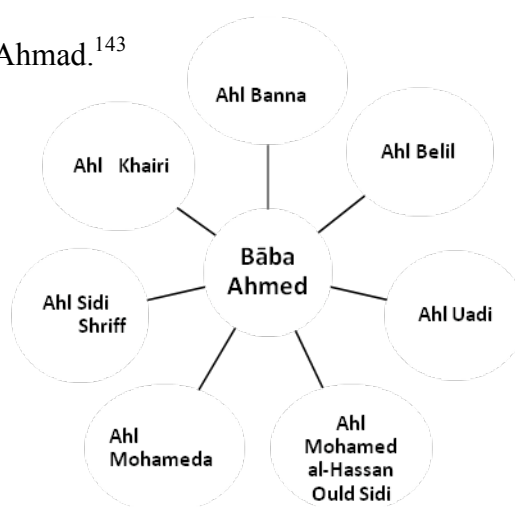 Ahmad.143
Ahl Banna
Ahl Belil
Ahl Khairi
Bāba
Ahmed
Ahl Sidi
Shriff
Ahl Uadi
Ahl
Mohameda
Ahl
Mohamed
al-Hassan
Ould Sidi